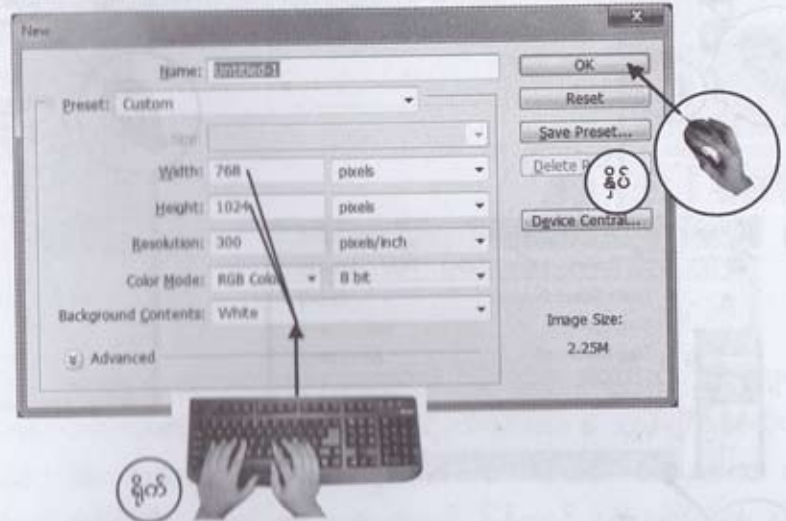 New
Name: Untitled-1
OK
Preset: Custom
Reset
Save Preset...
Width: 768 pixels
Delete
နှိပ်
Height: 1024 pixels
Device Central...
Resolution: 300 pixels/inch
Color Mode: RGB Color 8 bit
Background Contents: White
Image Size:
2.25M
Advanced
ရိုက်